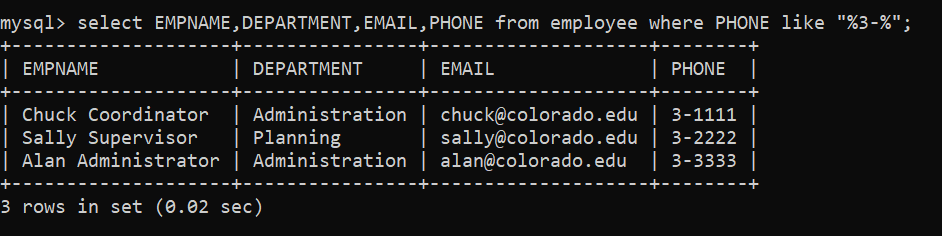 mysql> select EMPNAME,DEPARTMENT,EMAIL,PHONE from employee where PHONE like "%3-%";
+--------------------+----------------+--------------------+--------+
| EMPNAME            | DEPARTMENT     | EMAIL              | PHONE  |
+--------------------+----------------+--------------------+--------+
| Chuck Coordinator  | Administration | chuck@colorado.edu | 3-1111 |
| Sally Supervisor   | Planning       | sally@colorado.edu | 3-2222 |
| Alan Administrator | Administration | alan@colorado.edu  | 3-3333 |
+--------------------+----------------+--------------------+--------+
3 rows in set (0.02 sec)